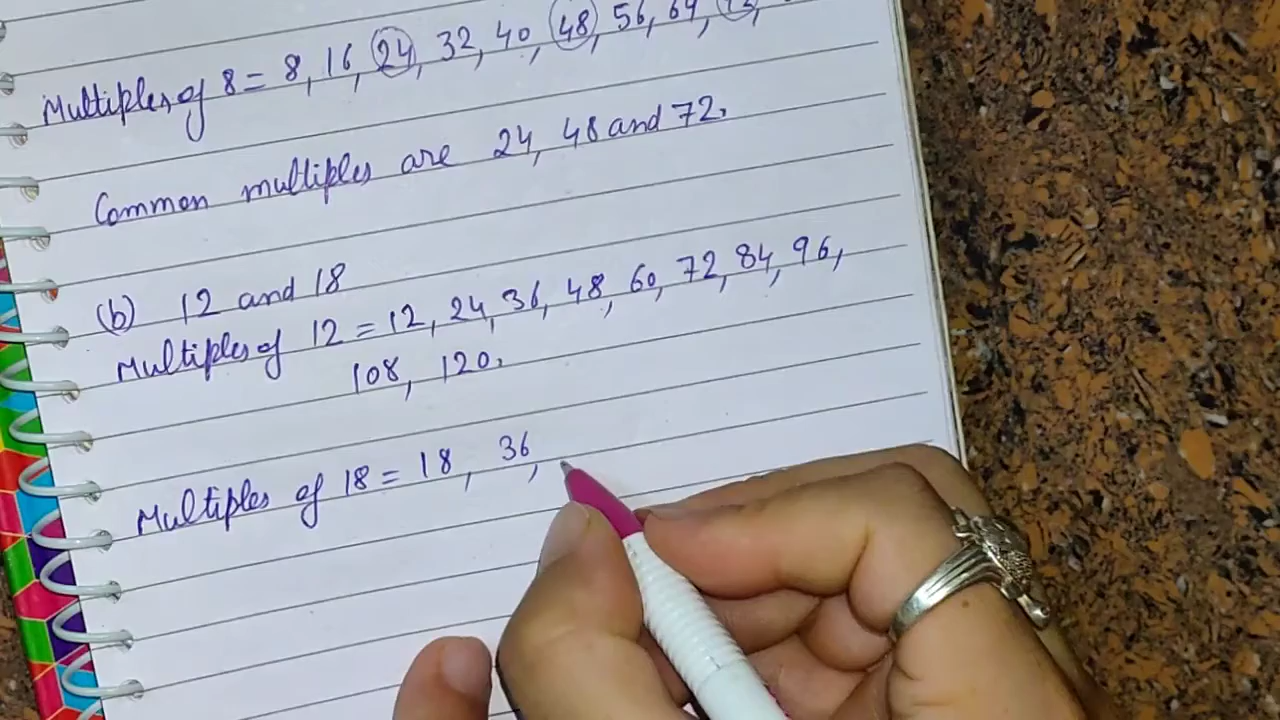 Multiples of 8 = 8, 16, 24, 32, 40, 48, 56, 64, 72,
Common multiples are 24, 48 and 72.
(b) 12 and 18
Multiples of 12 = 12, 24, 36, 48, 60, 72, 84, 96,
108, 120.
Multiples of 18 = 18, 36,